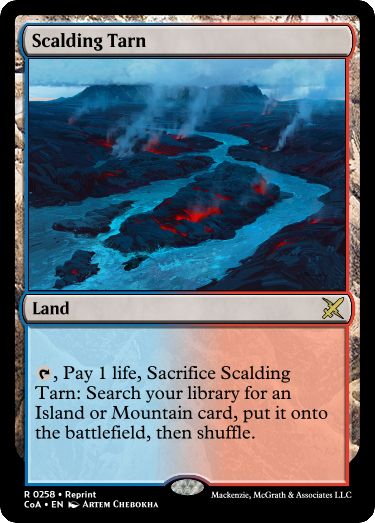 Scalding Tarn
Land
, Pay 1 life, Sacrifice Scalding
Tarn: Search your library for an
Island or Mountain card, put it onto
the battlefield, then shuffle.
R 0258 • Reprint
CoA • EN Artem Chebokha
Mackenzie, McGrath & Associates LLC